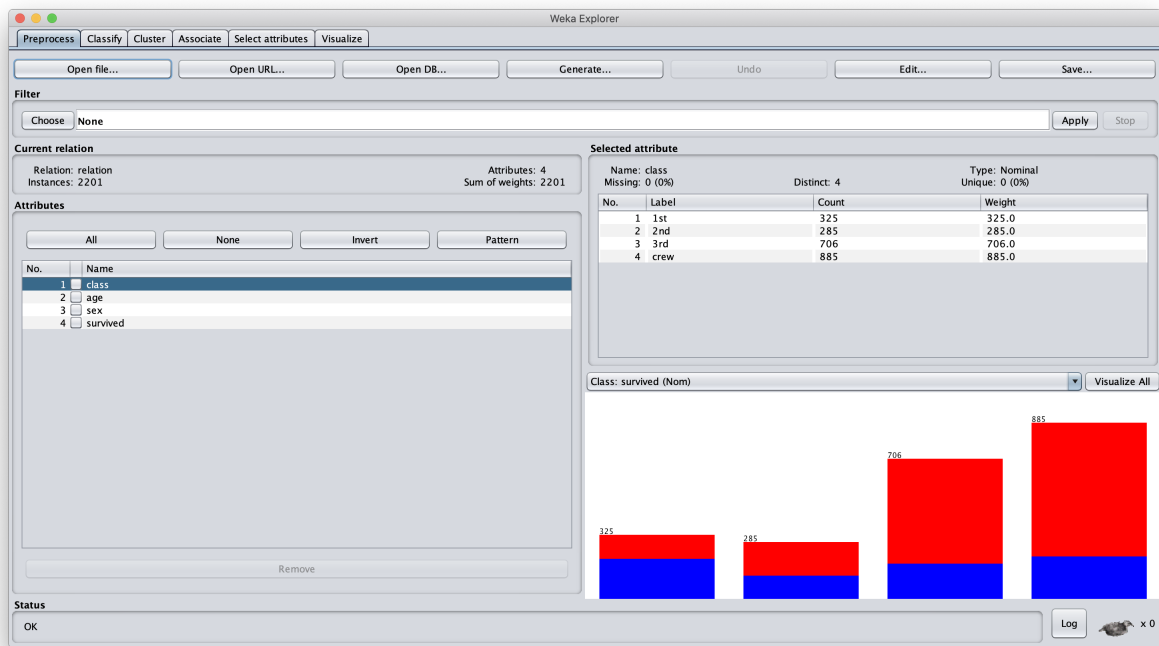 Weka Explorer
Preprocess Classify Cluster Associate Select attributes Visualize
Open file... Open URL... Open DB... Generate... Undo Edit... Save...
Filter
Choose None Apply Stop
Current relation
Relation: relation Attributes: 4
Instances: 2201 Sum of weights: 2201
Attributes
All None Invert Pattern
No. Name
1 class
2 age
3 sex
4 survived
Remove
Selected attribute
Name: class Type: Nominal
Missing: 0 (0%) Distinct: 4 Unique: 0 (0%)
No. Label Count Weight
1 1st 325 325.0
2 2nd 285 285.0
3 3rd 706 706.0
4 crew 885 885.0
Class: survived (Nom) Visualize All
885
706
325
285
Status
OK Log x 0